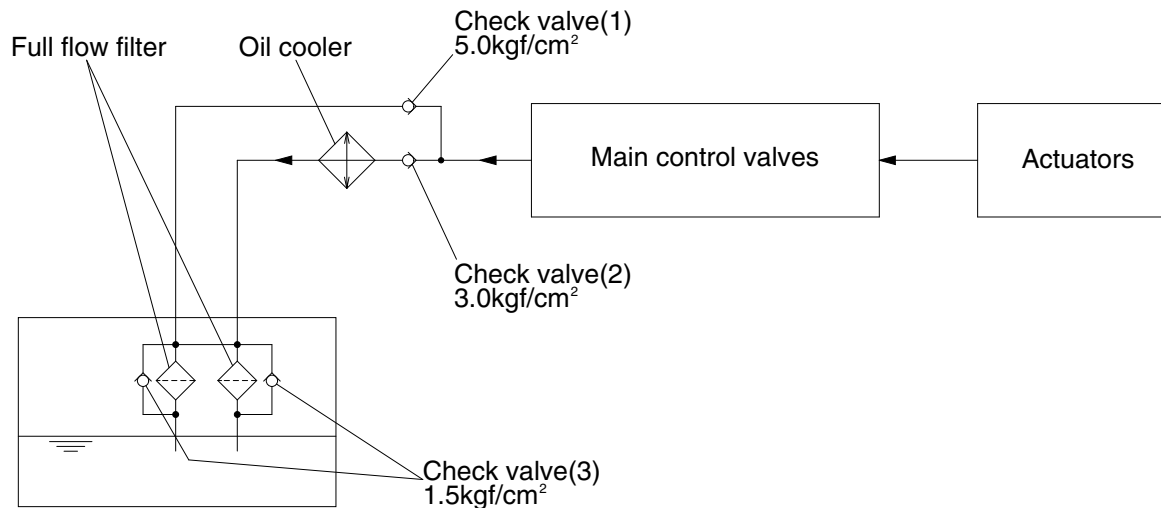 Check valve(1)
5.0kgf/cm²
Full flow filter
Oil cooler
Main control valves
Actuators
Check valve(2)
3.0kgf/cm²
Check valve(3)
1.5kgf/cm²